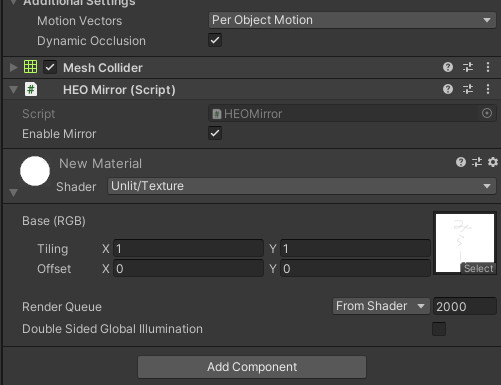 Additional Settings
Motion Vectors Per Object Motion
Dynamic Occlusion
Mesh Collider
# HEO Mirror (Script)
Script # HEOMirror
Enable Mirror
New Material
Shader Unlit/Texture
Base (RGB)
Tiling X 1 Y 1
Offset X 0 Y 0
Select
Render Queue From Shader 2000
Double Sided Global Illumination
Add Component